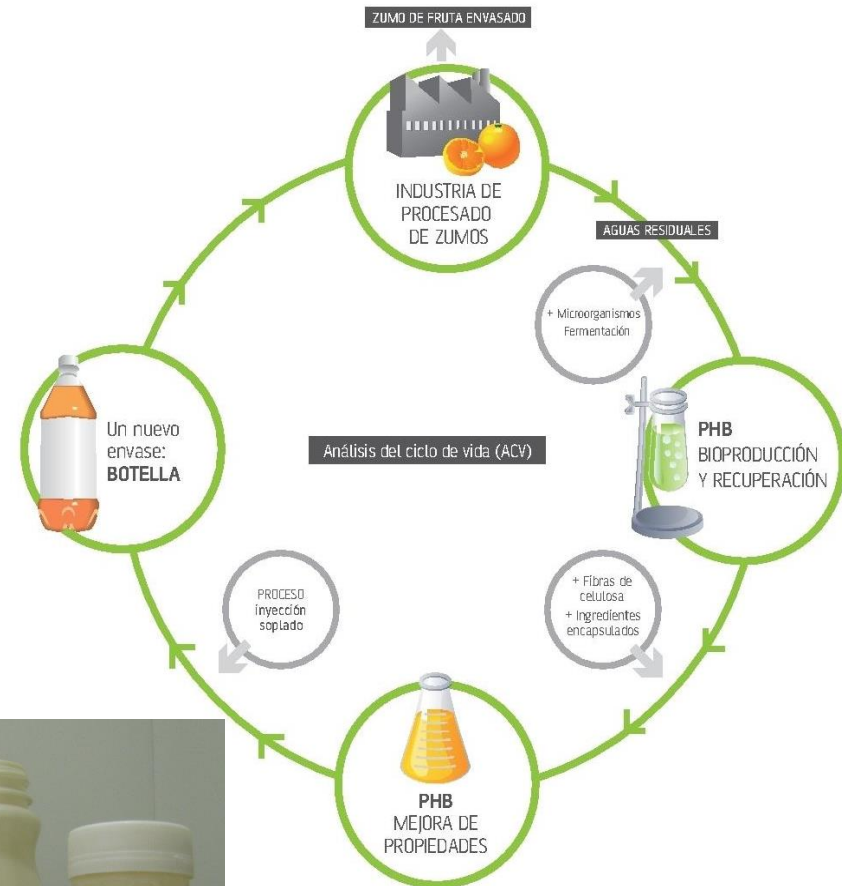 ZUMO DE FRUTA ENVASADO
INDUSTRIA DE
PROCESADO
DE ZUMOS
AGUAS RESIDUALES
+ Microorganismos
Fermentación
PHB
BIOPRODUCCIÓN
Y RECUPERACIÓN
Análisis del ciclo de vida (ACV)
Un nuevo
envase:
BOTELLA
+ Fibras de
celulosa
+ Ingredientes
encapsulados
PROCESO
inyección
soplado
PHB
MEJORA DE
PROPIEDADES